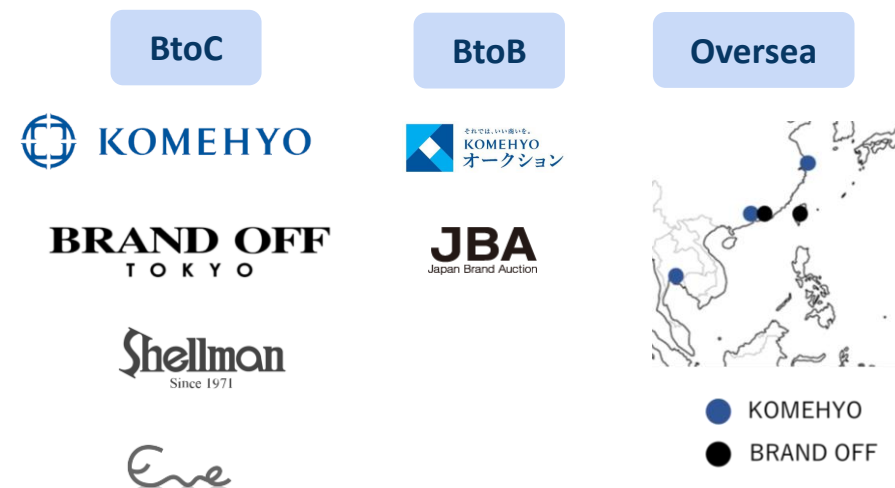 BtoC
KOMEHYO
BRAND OFF
TOKYO
Shellman
Since 1971
Eve
BtoB
それでは、いい商いを。
KOMEHYO
オークション
JBA
Japan Brand Auction
Oversea
KOMEHYO
BRAND OFF